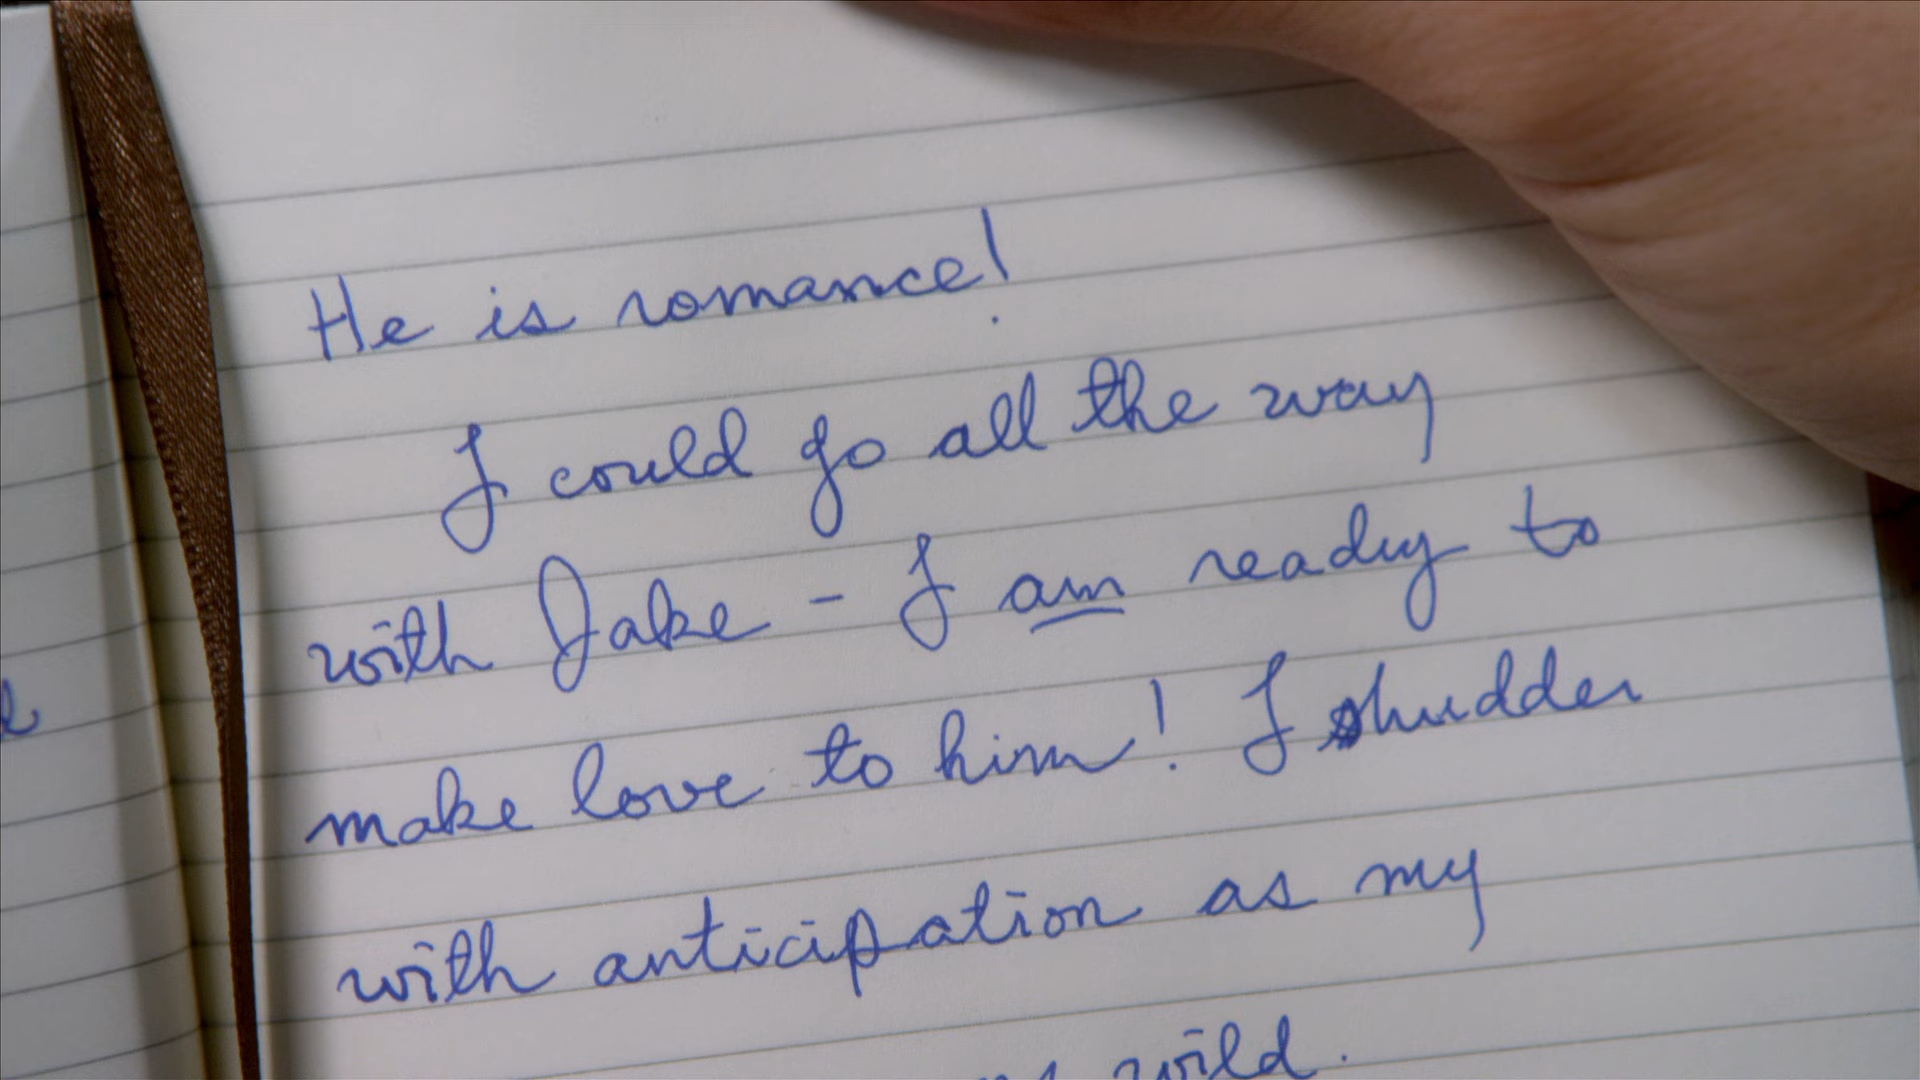 He is romance!
I could go all the way
with Jake - I am ready to
make love to him! I shudder
with anticipation as my
wild.